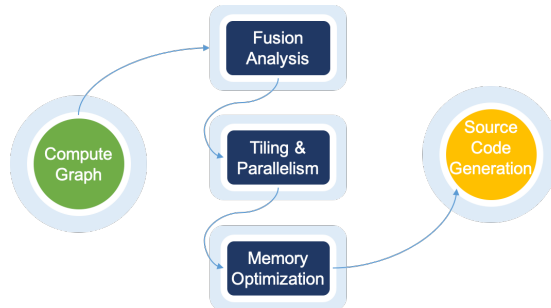 Compute
Graph
Fusion
Analysis
Tiling &
Parallelism
Memory
Optimization
Source
Code
Generation